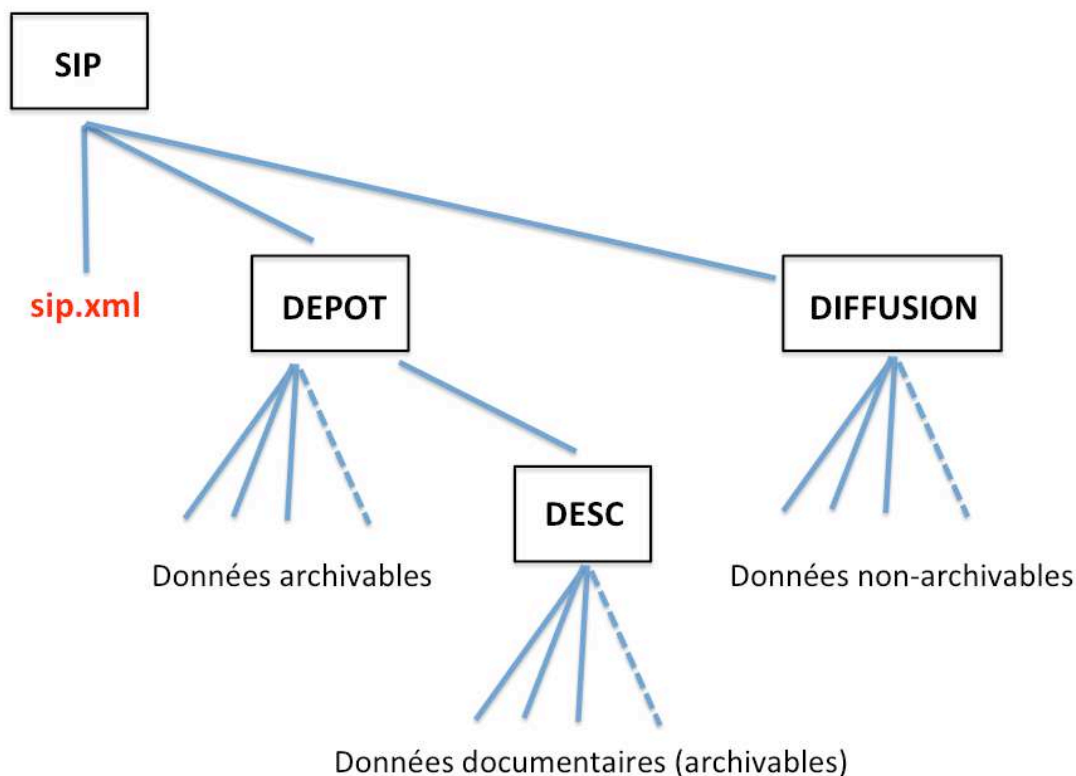 SIP
sip.xml
DEPOT
DIFFUSION
DESC
Données archivables
Données non-archivables
Données documentaires (archivables)